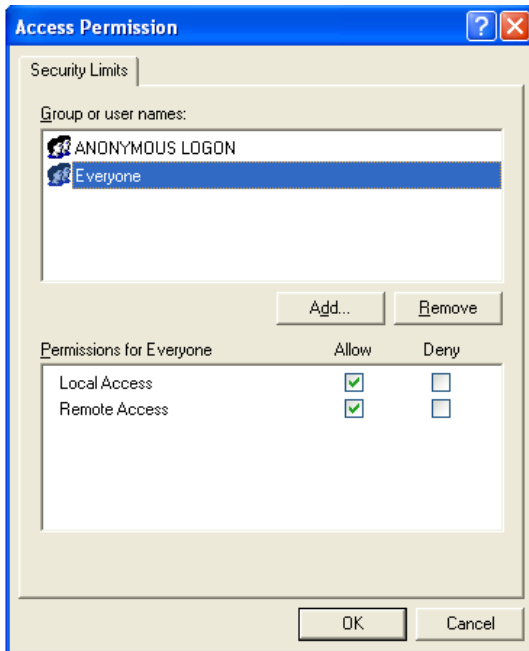 Access Permission
Security Limits
Group or user names:
ANONYMOUS LOGON
Everyone
Add... Remove
Permissions for Everyone Allow Deny
Local Access
Remote Access
OK Cancel